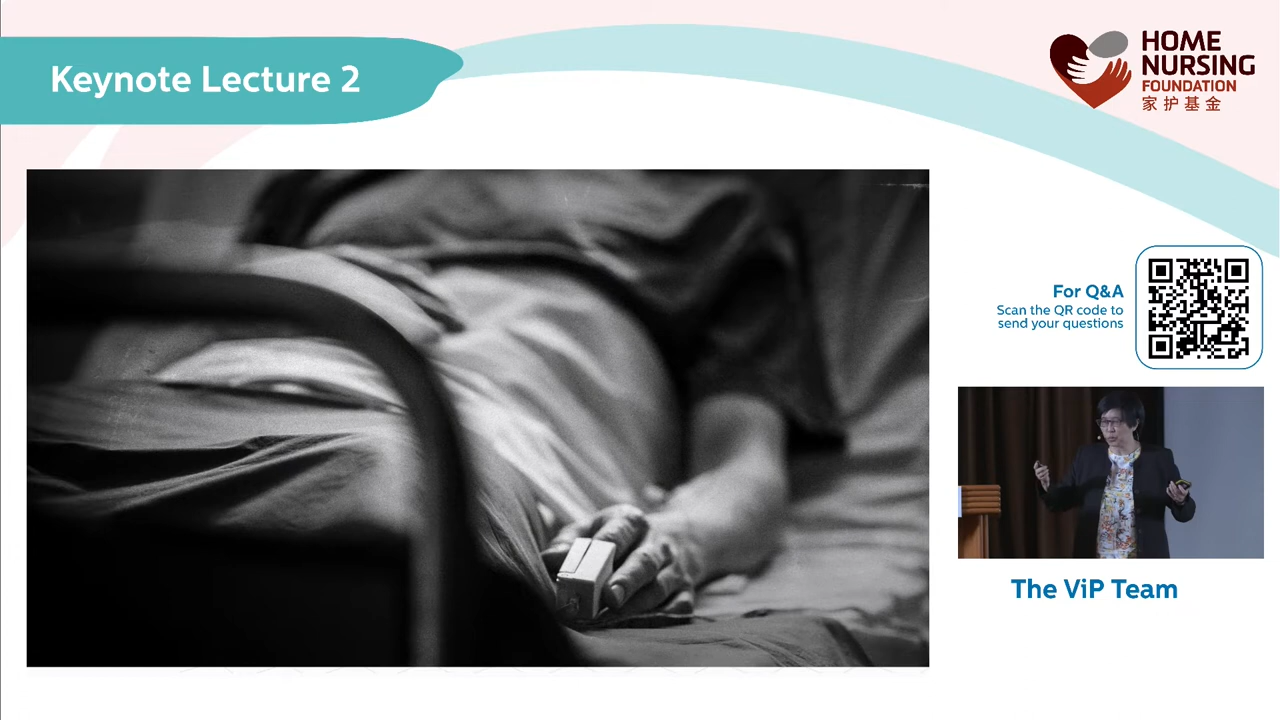 Keynote Lecture 2
HOME
NURSING
FOUNDATION
家护基金
For Q&A
Scan the QR code to
send your questions
The ViP Team